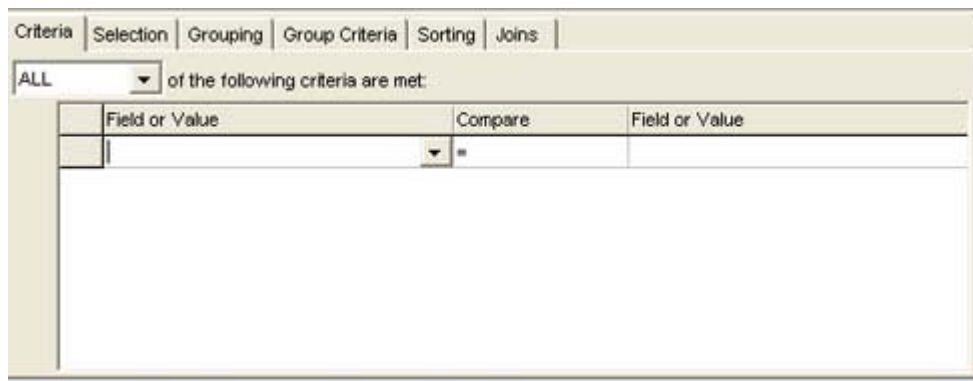 Criteria Selection Grouping Group Criteria Sorting Joins
ALL of the following criteria are met:
Field or Value Compare Field or Value
=